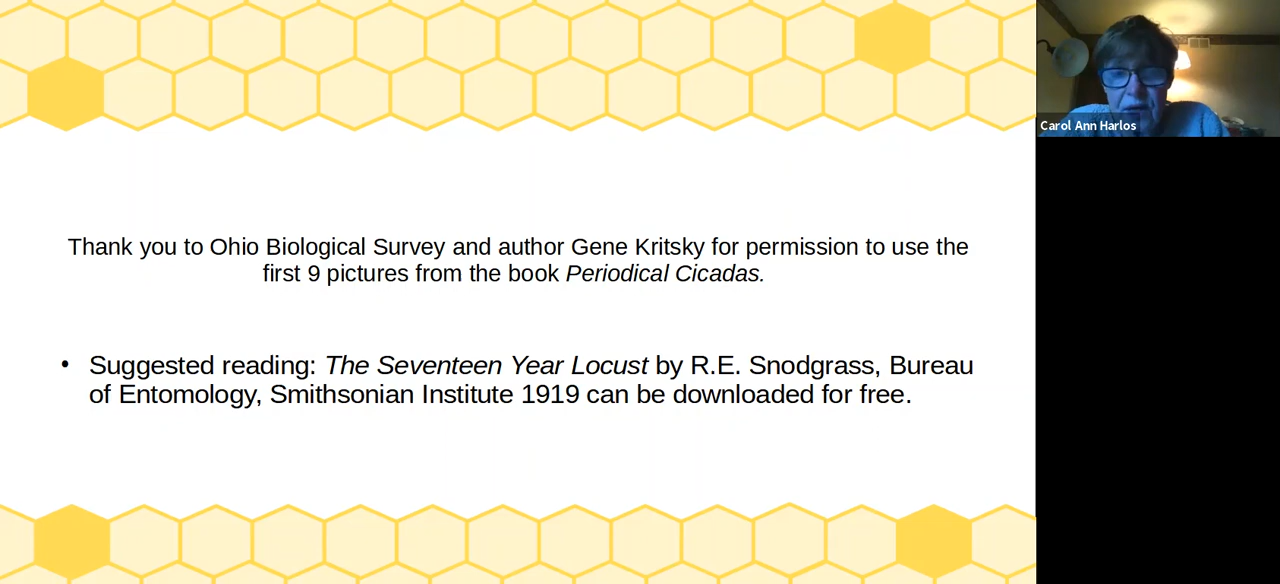 Carol Ann Harlos
Thank you to Ohio Biological Survey and author Gene Kritsky for permission to use the
first 9 pictures from the book Periodical Cicadas.
• Suggested reading: The Seventeen Year Locust by R.E. Snodgrass, Bureau
of Entomology, Smithsonian Institute 1919 can be downloaded for free.